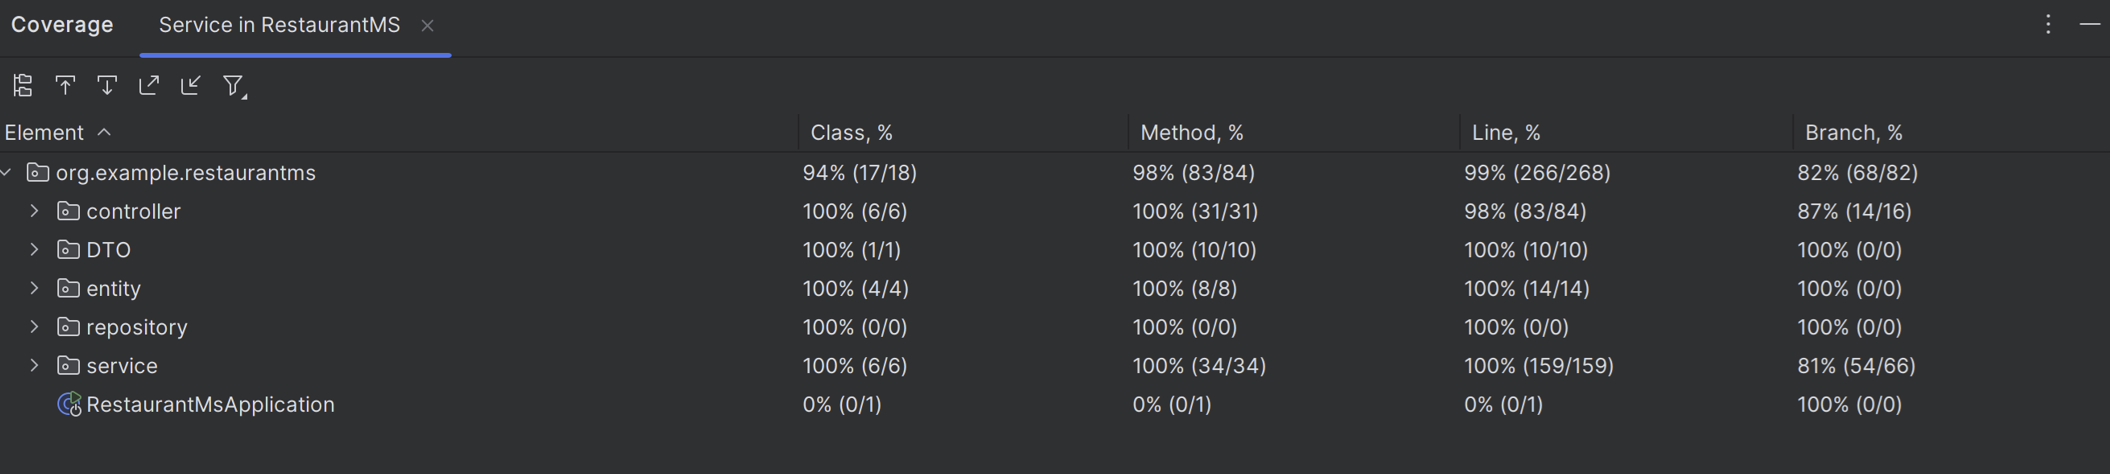 Coverage Service in RestaurantMS
Element Class, % Method, % Line, % Branch, %
org.example.restaurantms 94% (17/18) 98% (83/84) 99% (266/268) 82% (68/82)
controller 100% (6/6) 100% (31/31) 98% (83/84) 87% (14/16)
DTO 100% (1/1) 100% (10/10) 100% (10/10) 100% (0/0)
entity 100% (4/4) 100% (8/8) 100% (14/14) 100% (0/0)
repository 100% (0/0) 100% (0/0) 100% (0/0) 100% (0/0)
service 100% (6/6) 100% (34/34) 100% (159/159) 81% (54/66)
RestaurantMsApplication 0% (0/1) 0% (0/1) 0% (0/1) 100% (0/0)